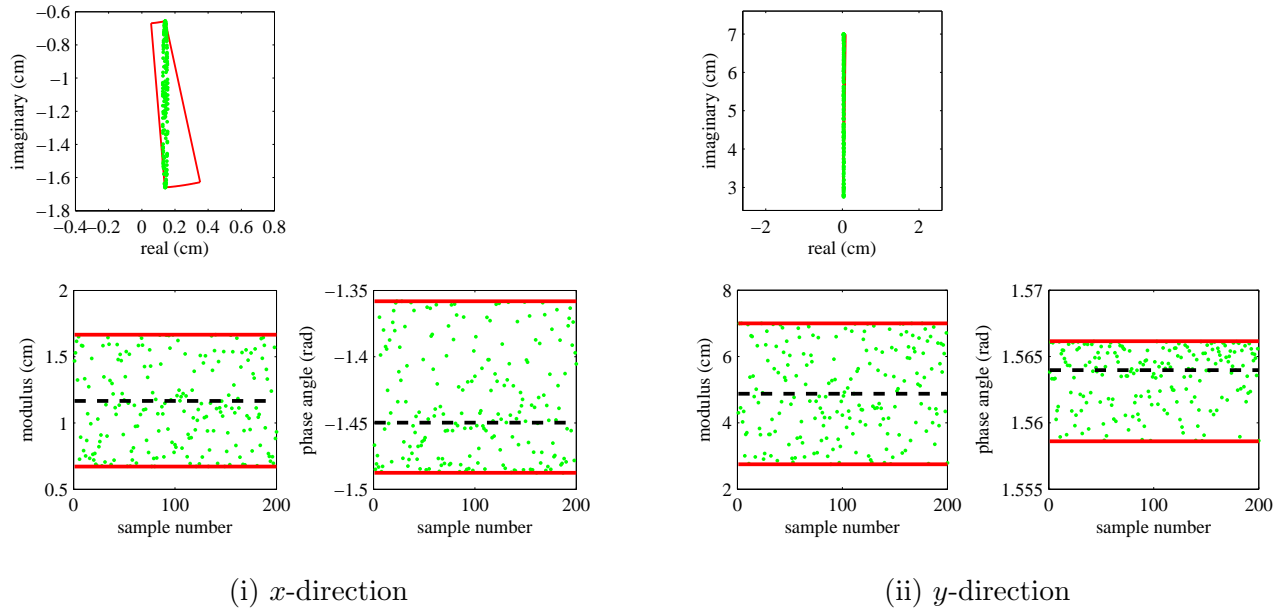 −0.6
−0.8
−1
−1.2
−1.4
−1.6
−1.8
imaginary (cm)
−0.4 −0.2 0 0.2 0.4 0.6 0.8
real (cm)
7
6
5
4
3
imaginary (cm)
−2 0 2
real (cm)
2
1.5
1
0.5
modulus (cm)
0 100 200
sample number
−1.35
−1.4
−1.45
−1.5
phase angle (rad)
0 100 200
sample number
8
6
4
2
modulus (cm)
0 100 200
sample number
1.57
1.565
1.56
1.555
phase angle (rad)
0 100 200
sample number
(i) x-direction
(ii) y-direction